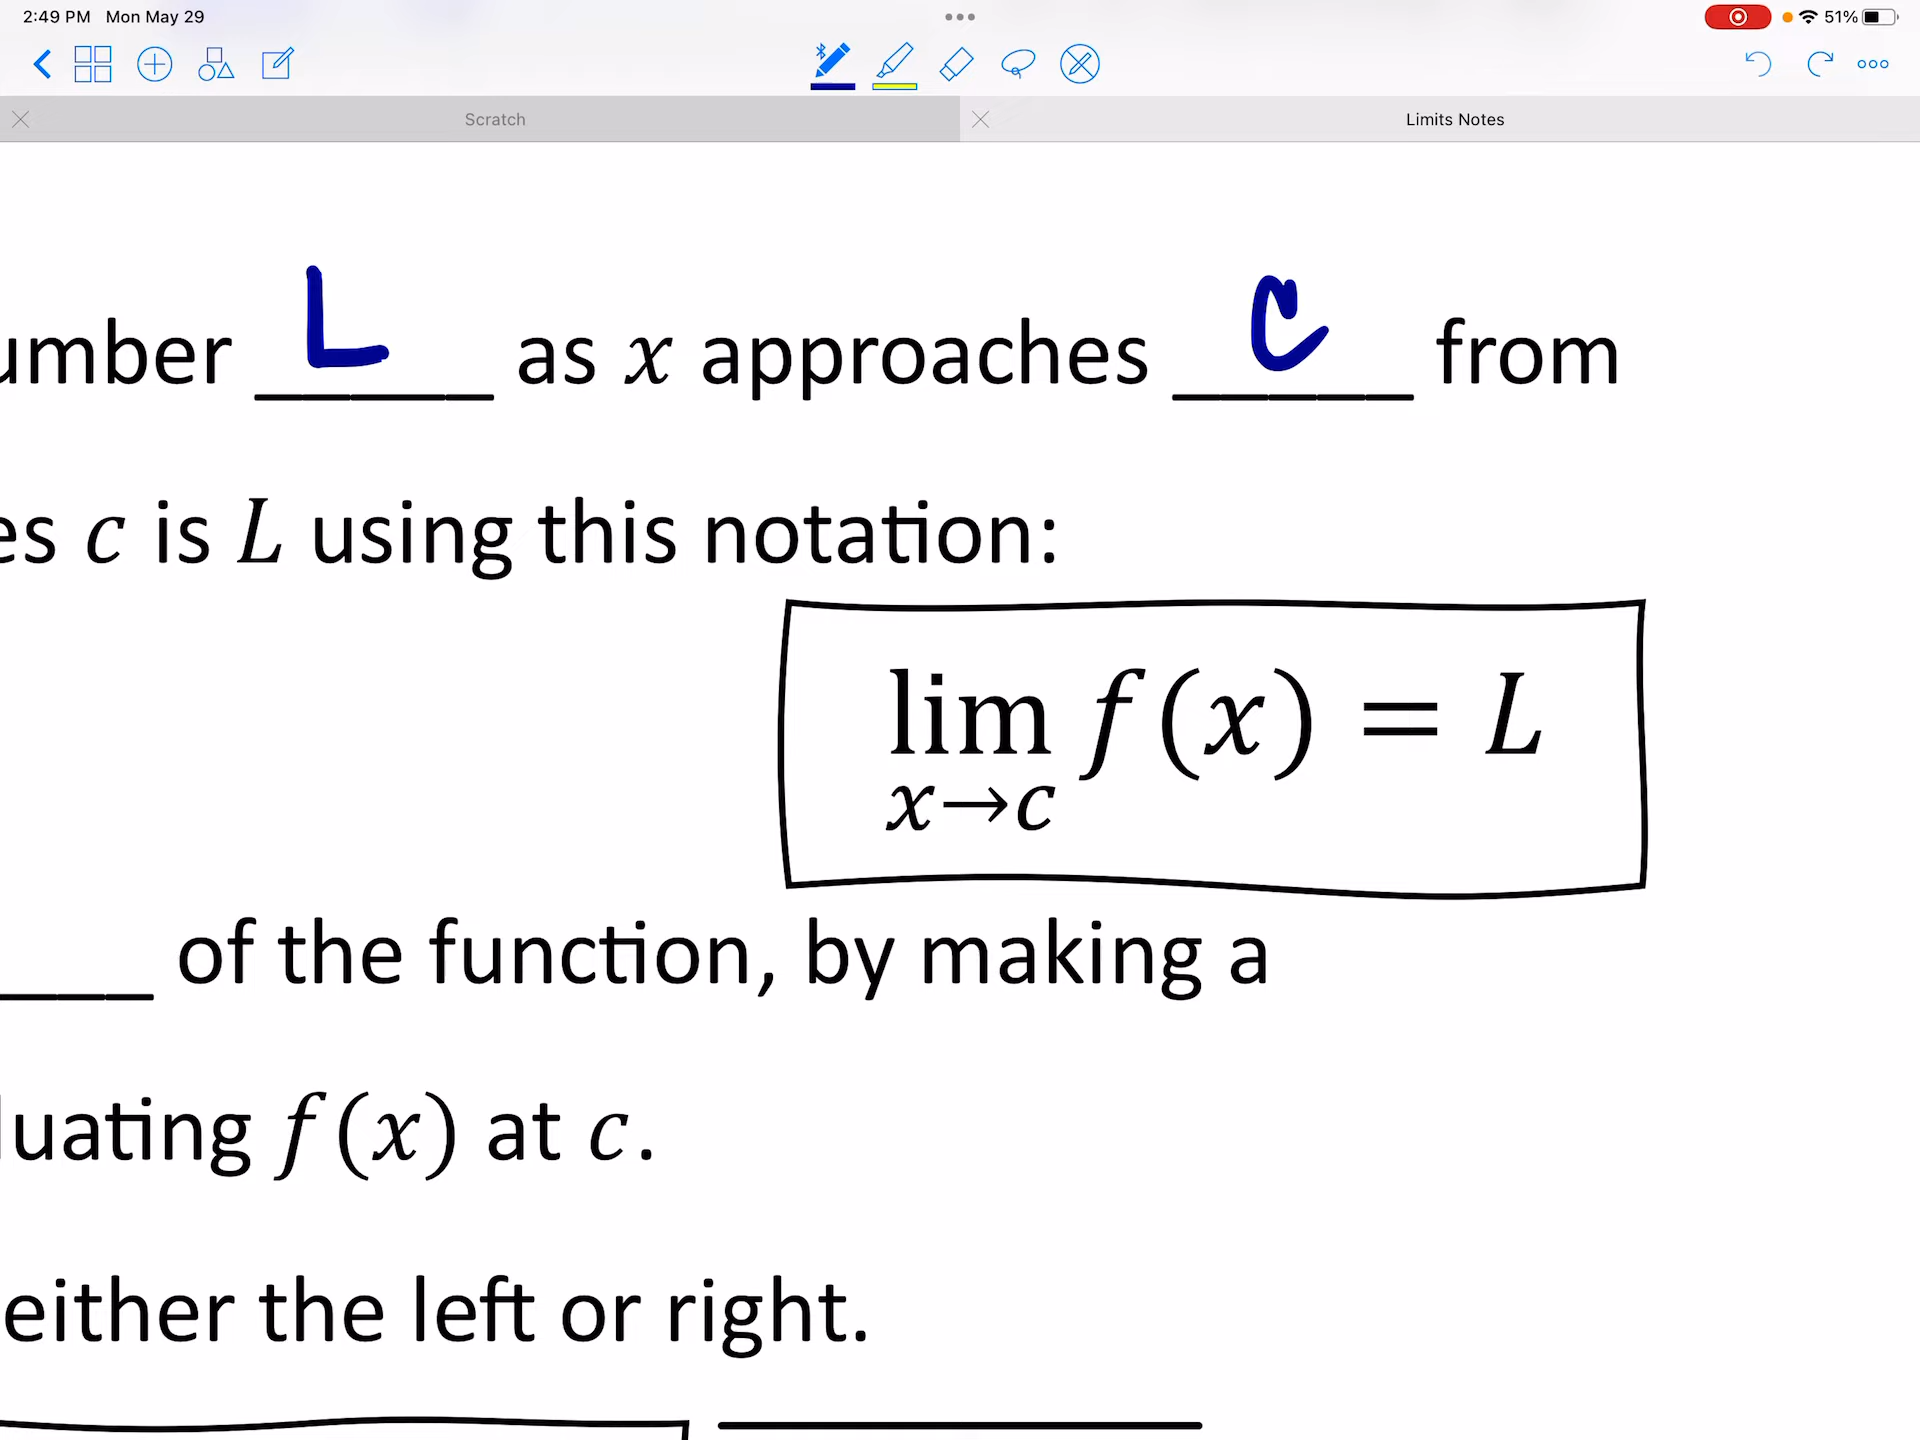 2:49 PM Mon May 29
51%
Scratch
Limits Notes
umber L as x approaches c from
es c is L using this notation:
lim f(x) = L
x→c
____ of the function, by making a
luating f(x) at c.
either the left or right.